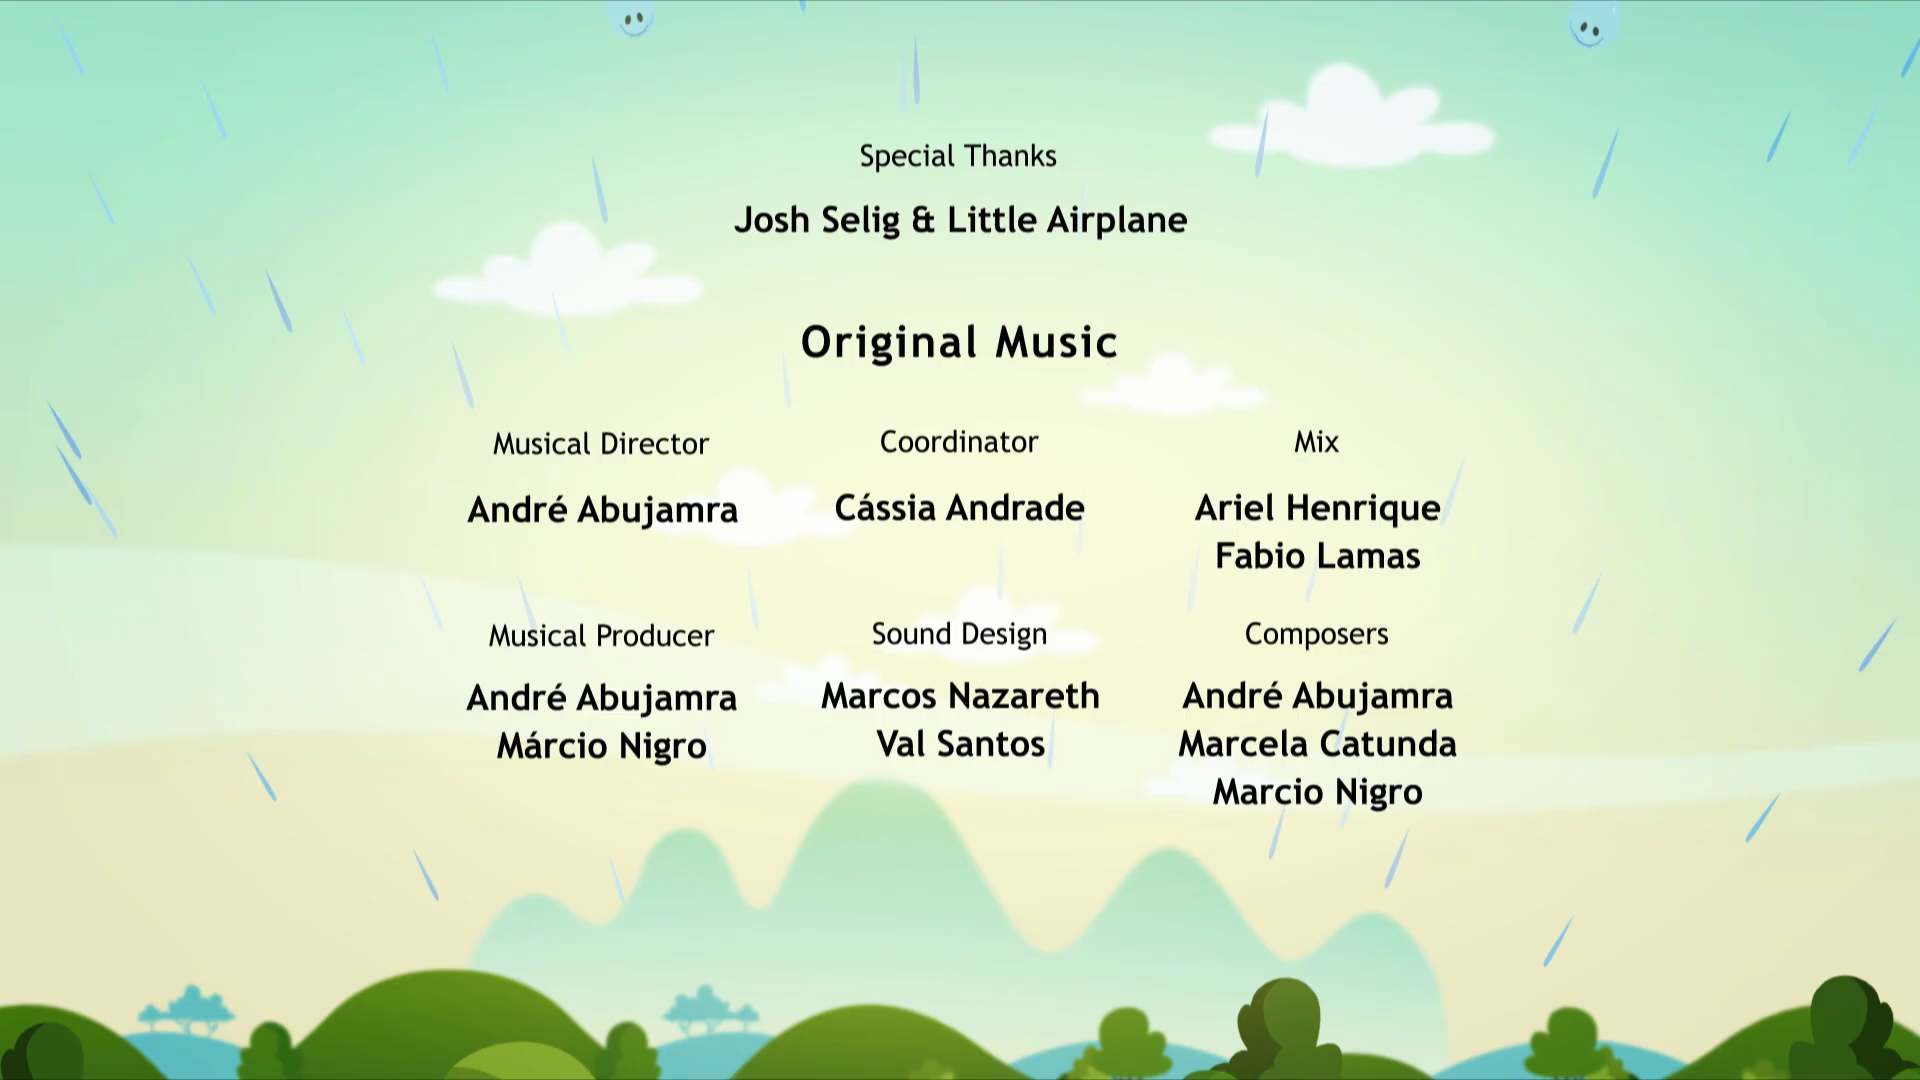 Special Thanks
Josh Selig & Little Airplane
Original Music
Musical Director
André Abujamra
Coordinator
Cássia Andrade
Mix
Ariel Henrique
Fabio Lamas
Musical Producer
André Abujamra
Márcio Nigro
Sound Design
Marcos Nazareth
Val Santos
Composers
André Abujamra
Marcela Catunda
Marcio Nigro